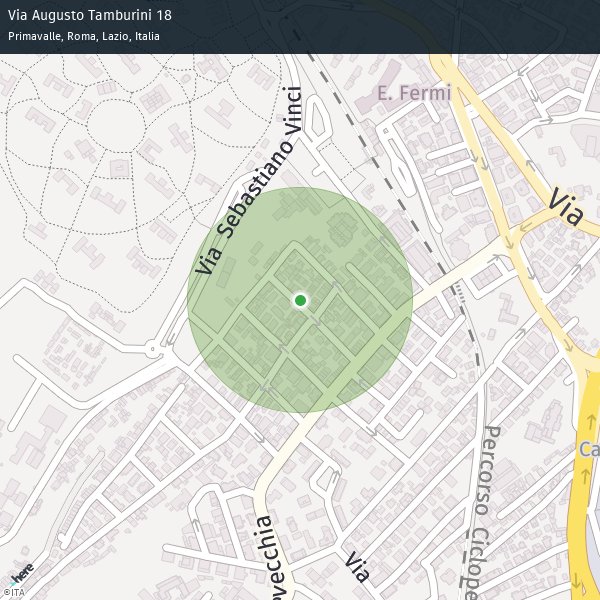 Via Augusto Tamburini 18
Primavalle, Roma, Lazio, Italia
E. Fermi
Via Sebastiano Vinci
Via
Ca
Percorso Ciclope
vecchia
Via
here
©ITA